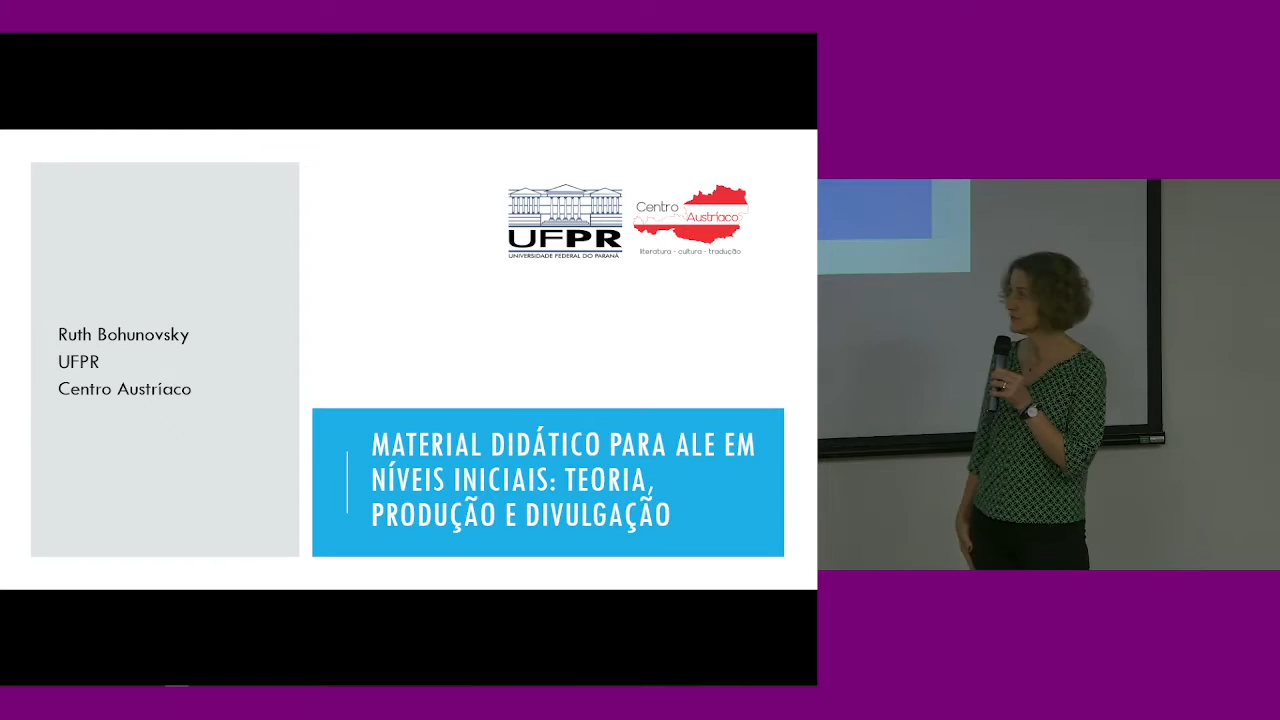 UFPR
UNIVERSIDADE FEDERAL DO PARANÁ
Centro
Austríaco
literatura - cultura - tradução
Ruth Bohunovsky
UFPR
Centro Austríaco
MATERIAL DIDÁTICO PARA ALE EM
NÍVEIS INICIAIS: TEORIA,
PRODUÇÃO E DIVULGAÇÃO